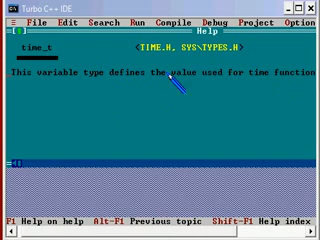 Turbo C++ IDE
≡ File Edit Search Run Compile Debug Project Option
Help
time_t <TIME.H, SYS\TYPES.H>
This variable type defines the value used for time function
F1 Help on help Alt-F1 Previous topic Shift-F1 Help index